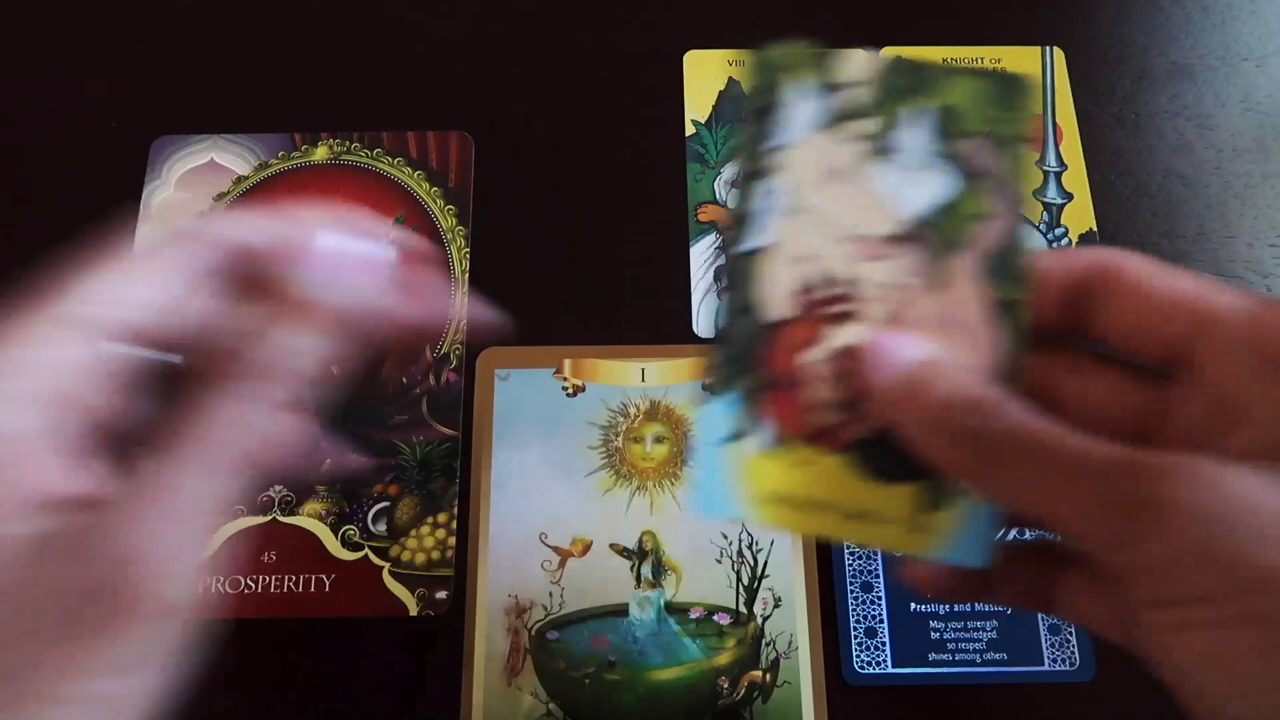 VIII
KNIGHT OF
I
45
PROSPERITY
Prestige and Mastery
May your strength
be acknowledged.
so respect
shines among others